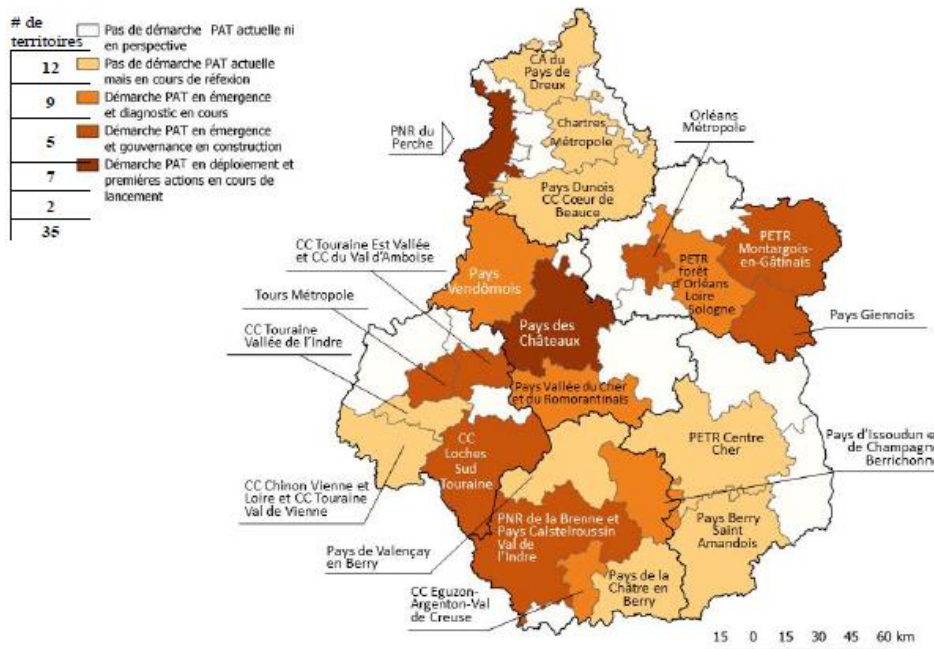 # de
territoires
12
9
5
7
2
35
Pas de démarche PAT actuelle ni
en perspective
Pas de démarche PAT actuelle
mais en cours de réfexion
Démarche PAT en émergence
et diagnostic en cours
Démarche PAT en émergence
et gouvernance en construction
Démarche PAT en déploiement et
premières actions en cours de
lancement
CA du
Pays de
Dreux
PNR du
Perche
Chartres
Métropole
Orléans
Métropole
Pays Dunois
CC Cœur de
Beauce
CC Touraine Est Vallée
et CC du Val d'Amboise
PETR
Montargois-
en-Gâtinais
PETR
forêt
d'Orléans
Loire
Sologne
Pays
Vendômois
Tours Métropole
Pays des
Châteaux
Pays Giennois
CC Touraine
Vallée de l'Indre
Pays Vallée du Cher
et du Romorantinais
CC
Loches
Sud
Touraine
PETR Centre
Cher
Pays d'Issoudun e
de Champagn
Berrichonn
CC Chinon Vienne et
Loire et CC Touraine
Val de Vienne
PNR de la Brenne et
Pays Calsteiroussin
Val de
l'Indre
Pays Berry
Saint
Amandois
Pays de Valençay
en Berry
Pays de la
Châtre en
Berry
CC Eguzon-
Argenton-Val
de Creuse
15 0 15 30 45 60 km